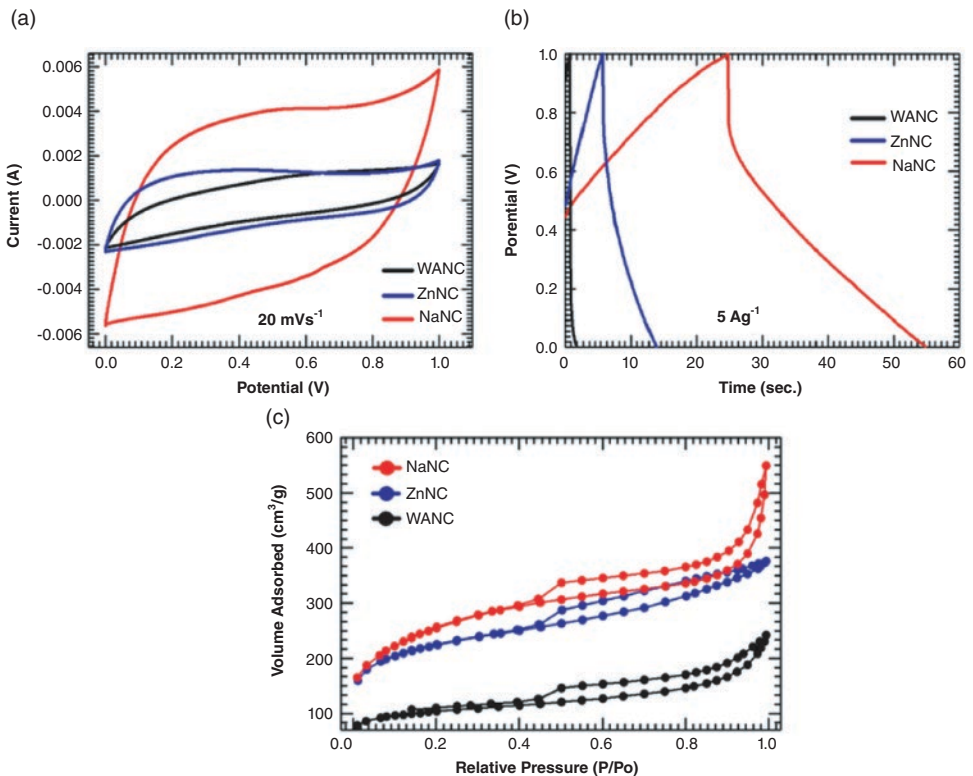 (a)
0.006
0.004
0.002
0.000
-0.002
-0.004
-0.006
Current (A)
WANC
ZnNC
NaNC
20 mVs⁻¹
0.0 0.2 0.4 0.6 0.8 1.0
Potential (V)
(b)
1.0
0.8
0.6
0.4
0.2
0.0
Porential (V)
WANC
ZnNC
NaNC
5 Ag⁻¹
0 10 20 30 40 50 60
Time (sec.)
(c)
600
500
400
300
200
100
Volume Adsorbed (cm³/g)
NaNC
ZnNC
WANC
0.0 0.2 0.4 0.6 0.8 1.0
Relative Pressure (P/Po)